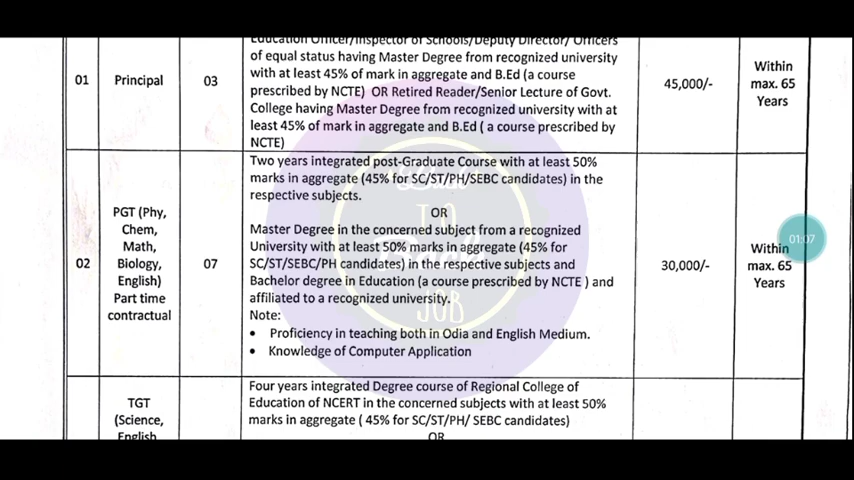 Education Officer/Inspector of Schools/Deputy Director/ Officers
of equal status having Master Degree from recognized university
with at least 45% of mark in aggregate and B.Ed (a course
prescribed by NCTE) OR Retired Reader/Senior Lecture of Govt.
College having Master Degree from recognized university with at
least 45% of mark in aggregate and B.Ed ( a course prescribed by
NCTE)
01
Principal
03
45,000/-
Within
max. 65
Years
02
PGT (Phy,
Chem,
Math,
Biology,
English)
Part time
contractual
07
Two years integrated post-Graduate Course with at least 50%
marks in aggregate (45% for SC/ST/PH/SEBC candidates) in the
respective subjects.
OR
Master Degree in the concerned subject from a recognized
University with at least 50% marks in aggregate (45% for
SC/ST/SEBC/PH candidates) in the respective subjects and
Bachelor degree in Education (a course prescribed by NCTE ) and
affiliated to a recognized university.
Note:
• Proficiency in teaching both in Odia and English Medium.
• Knowledge of Computer Application
30,000/-
Within
max. 65
Years
01:07
TGT
(Science,
English
Four years integrated Degree course of Regional College of
Education of NCERT in the concerned subjects with at least 50%
marks in aggregate ( 45% for SC/ST/PH/ SEBC candidates)
OR
TO
JOB